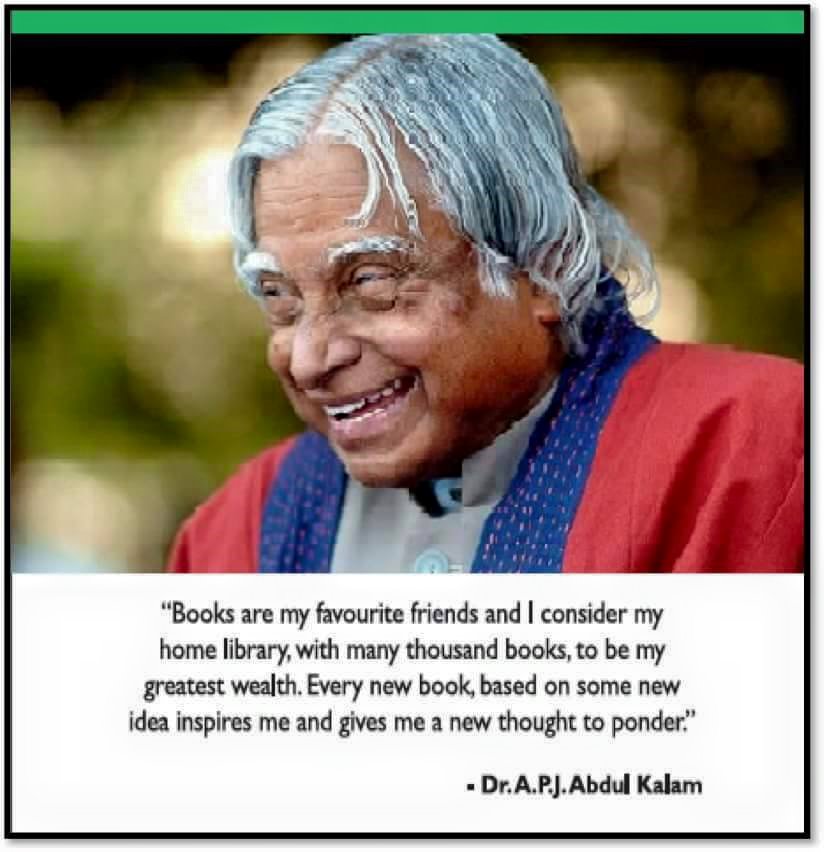 “Books are my favourite friends and I consider my
home library, with many thousand books, to be my
greatest wealth. Every new book, based on some new
idea inspires me and gives me a new thought to ponder.”
- Dr. A.P.J. Abdul Kalam